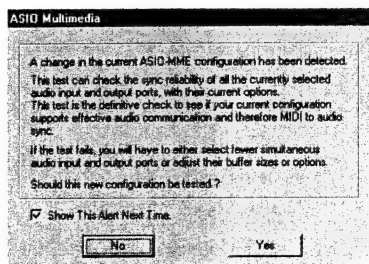 ASIO Multimedia
A change in the current ASIO-MME configuration has been detected.
This test can check the sync reliability of all the currently selected
audio input and output ports, with their current options.
This test is the definitive check to see if your current configuration
supports effective audio communication and therefore MIDI to audio
sync.
If the test fails, you will have to either select fewer simultaneous
audio input and output ports or adjust their buffer sizes or options.
Should this new configuration be tested ?
Show This Alert Next Time.
No
Yes